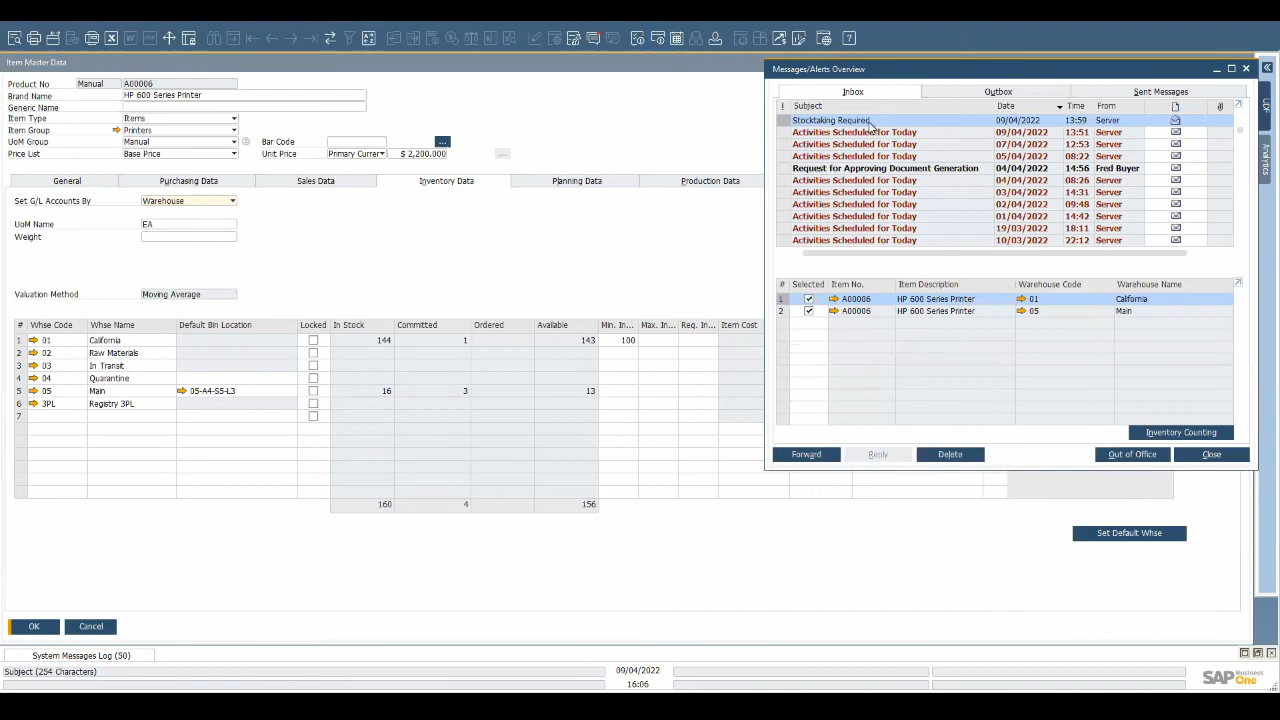 Item Master Data
Product No Manual A00006
Brand Name HP 600 Series Printer
Generic Name
Item Type Items
Item Group Printers
UoM Group Manual Bar Code ...
Price List Base Price Unit Price Primary Currer $ 2,200.000 ...
General Purchasing Data Sales Data Inventory Data Planning Data Production Data
Set G/L Accounts By Warehouse
UoM Name EA
Weight
Valuation Method Moving Average
# Whse Code Whse Name Default Bin Location Locked In Stock Committed Ordered Available Min. In... Max. In... Req. In... Item Cost
1 01 California 144 1 143 100
2 02 Raw Materials
3 03 In Transit
4 04 Quarantine
5 05 Main 05-A4-S5-L3 16 3 13
6 3PL Registry 3PL
7
160 4 156
Set Default Whse
OK Cancel
Messages/Alerts Overview
Inbox Outbox Sent Messages
! Subject Date Time From
Stocktaking Required 09/04/2022 13:59 Server
Activities Scheduled for Today 09/04/2022 13:51 Server
Activities Scheduled for Today 07/04/2022 12:53 Server
Activities Scheduled for Today 05/04/2022 08:22 Server
Request for Approving Document Generation 04/04/2022 14:56 Fred Buyer
Activities Scheduled for Today 04/04/2022 08:26 Server
Activities Scheduled for Today 03/04/2022 14:31 Server
Activities Scheduled for Today 02/04/2022 09:48 Server
Activities Scheduled for Today 01/04/2022 14:42 Server
Activities Scheduled for Today 19/03/2022 18:11 Server
Activities Scheduled for Today 10/03/2022 22:12 Server
# Selected Item No. Item Description Warehouse Code Warehouse Name
1 A00006 HP 600 Series Printer 01 California
2 A00006 HP 600 Series Printer 05 Main
Inventory Counting
Forward Reply Delete Out of Office Close
UDF
Analytics
System Messages Log (50)
Subject (254 Characters) 09/04/2022
16:06
SAP Business One